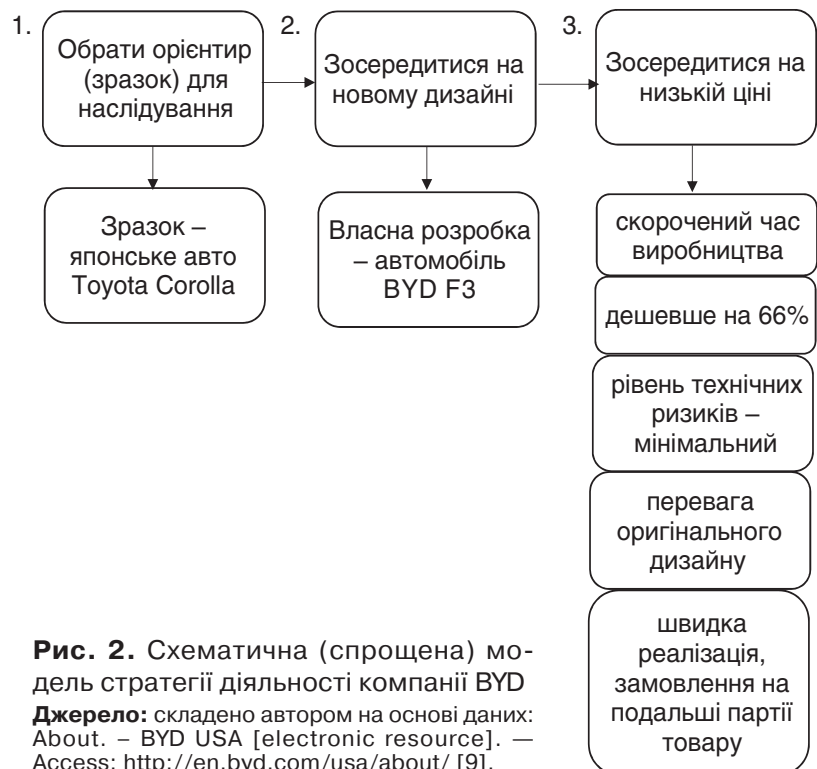 1.
Обрати орієнтир
(зразок) для
наслідування
2.
Зосередитися на
новому дизайні
3.
Зосередитися на
низькій ціні
Зразок –
японське авто
Toyota Corolla
Власна розробка
– автомобіль
BYD F3
скорочений час
виробництва
дешевше на 66%
рівень технічних
ризиків –
мінімальний
перевага
оригінального
дизайну
швидка
реалізація,
замовлення на
подальші партії
товару
Рис. 2. Схематична (спрощена) мо-
дель стратегії діяльності компанії BYD
Джерело: складено автором на основі даних:
About. – BYD USA [electronic resource]. —
Access: http://en.byd.com/usa/about/ [9].